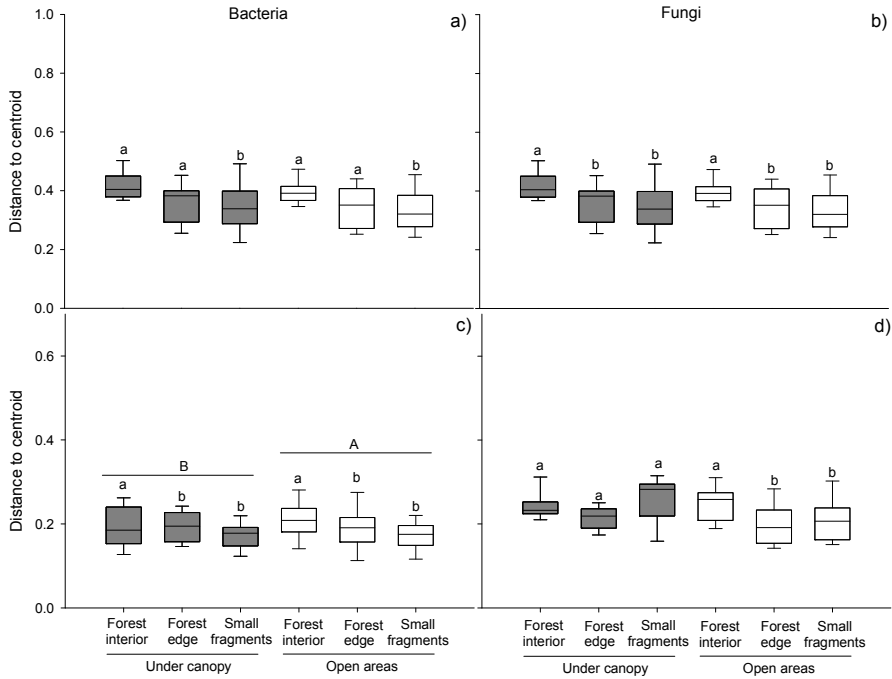 Bacteria
Fungi
a)
b)
Distance to centroid
1.0
0.8
0.6
0.4
0.2
0.0
a a b a a b
a b b a b b
c)
d)
Distance to centroid
0.6
0.4
0.2
0.0
B
A
a b b a b b
a a a a b b
Forest interior
Forest edge
Small fragments
Forest interior
Forest edge
Small fragments
Under canopy
Open areas
Forest interior
Forest edge
Small fragments
Forest interior
Forest edge
Small fragments
Under canopy
Open areas